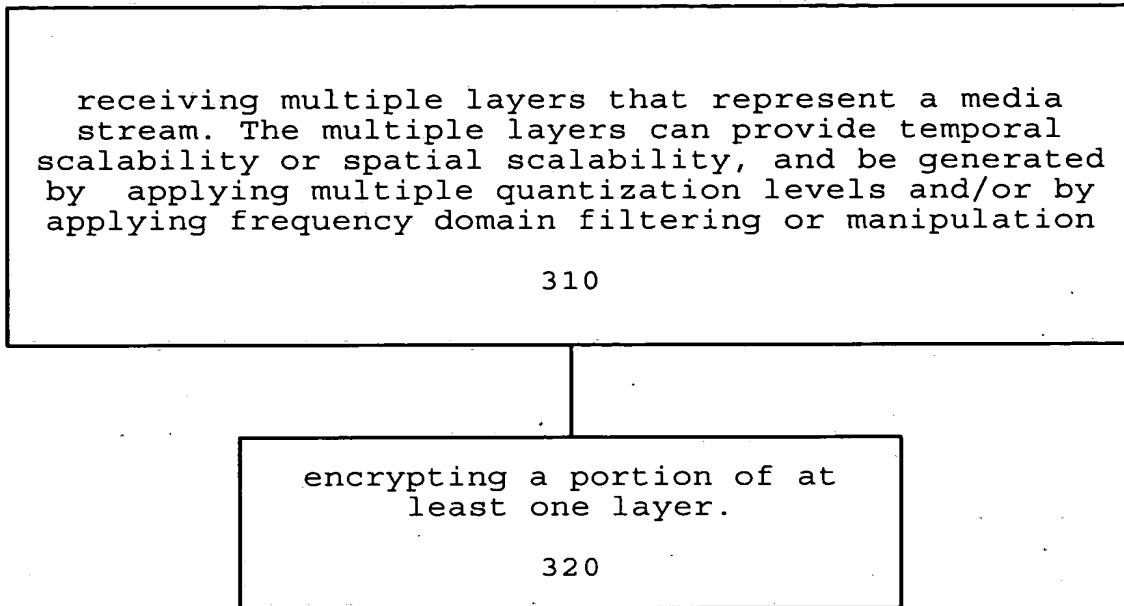 receiving multiple layers that represent a media
stream. The multiple layers can provide temporal
scalability or spatial scalability, and be generated
by applying multiple quantization levels and/or by
applying frequency domain filtering or manipulation
310
encrypting a portion of at
least one layer.
320